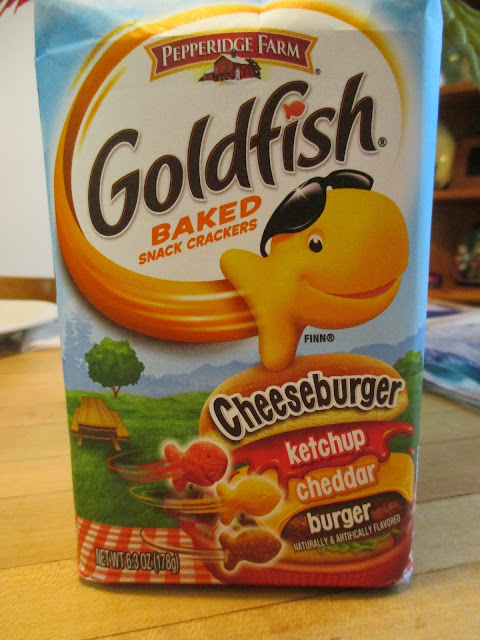 PEPPERIDGE FARM®
Goldfish®
BAKED
SNACK CRACKERS
FINN®
Cheeseburger
ketchup
cheddar
burger
NATURALLY & ARTIFICIALLY FLAVORED
NET WT 6.3 OZ (178g)